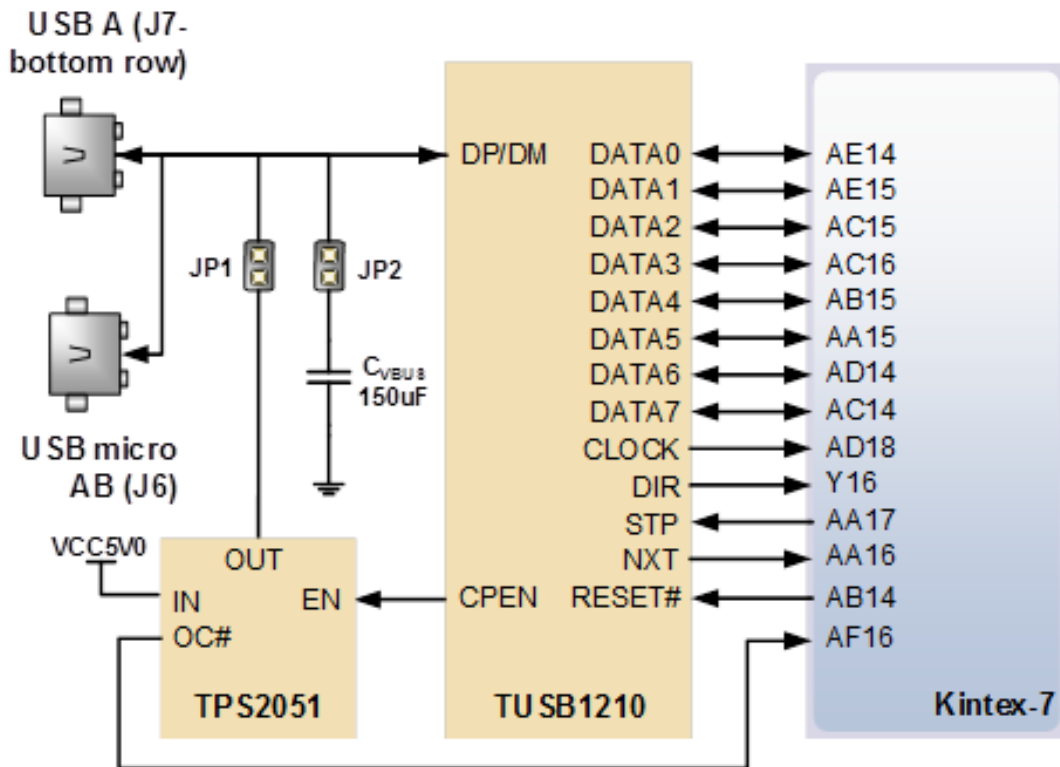 USB A (J7-
bottom row)
USB micro
AB (J6)
JP1
JP2
CVBUS
150uF
VCC5V0
OUT
IN
EN
OC#
TPS2051
DP/DM
DATA0
DATA1
DATA2
DATA3
DATA4
DATA5
DATA6
DATA7
CLOCK
DIR
STP
NXT
CPEN
RESET#
TUSB1210
AE14
AE15
AC15
AC16
AB15
AA15
AD14
AC14
AD18
Y16
AA17
AA16
AB14
AF16
Kintex-7